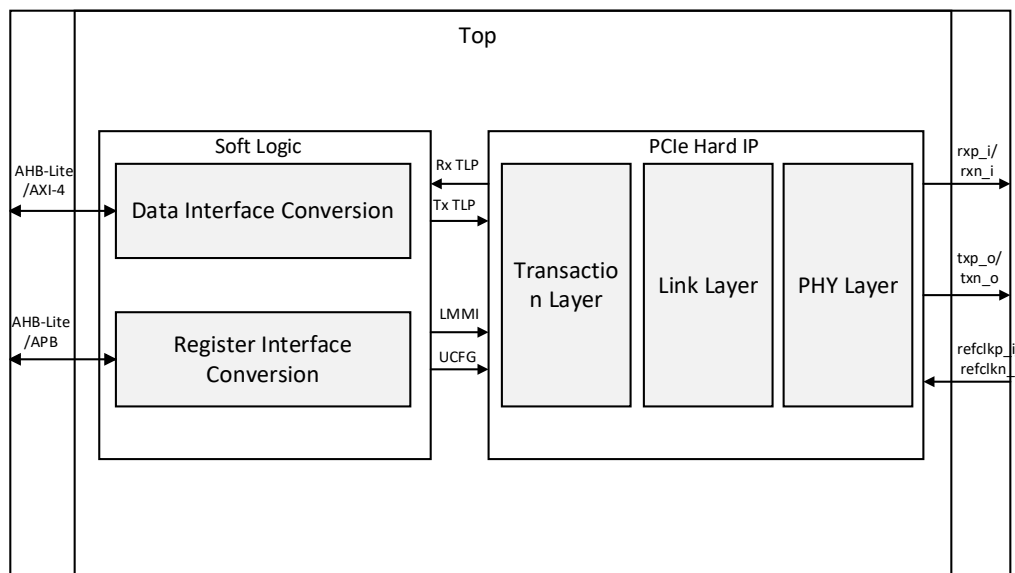 Top
Soft Logic
PCIe Hard IP
AHB-Lite
/AXI-4
Data Interface Conversion
Rx TLP
Tx TLP
AHB-Lite
/APB
Register Interface
Conversion
LMMI
UCFG
Transactio
n Layer
Link Layer
PHY Layer
rxp_i/
rxn_i
txp_o/
txn_o
refclkp_i
refclkn_